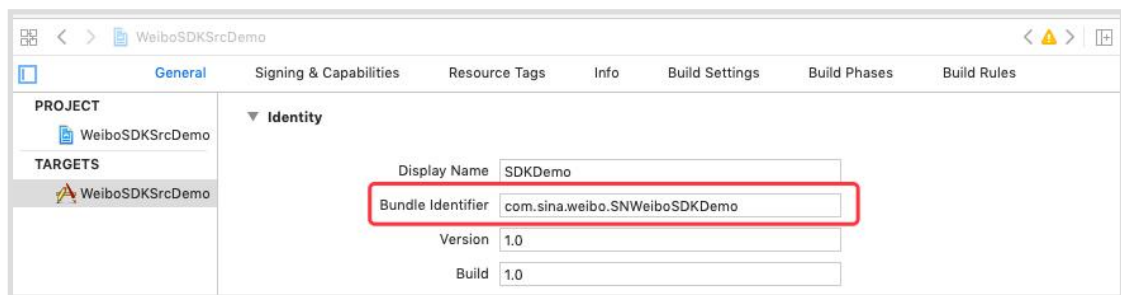 WeiboSDKSrcDemo
General Signing & Capabilities Resource Tags Info Build Settings Build Phases Build Rules
PROJECT
WeiboSDKSrcDemo
TARGETS
WeiboSDKSrcDemo
Identity
Display Name SDKDemo
Bundle Identifier com.sina.weibo.SNWeiboSDKDemo
Version 1.0
Build 1.0